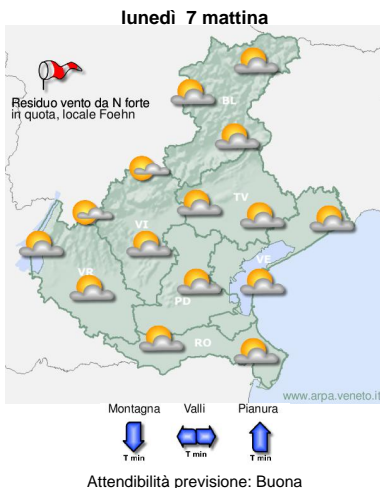 lunedì 7 mattina
Residuo vento da N forte
in quota, locale Foehn
BL
TV
VI
VE
VR
PD
RO
www.arpa.veneto.it
Montagna Valli Pianura
T min T min T min
Attendibilità previsione: Buona